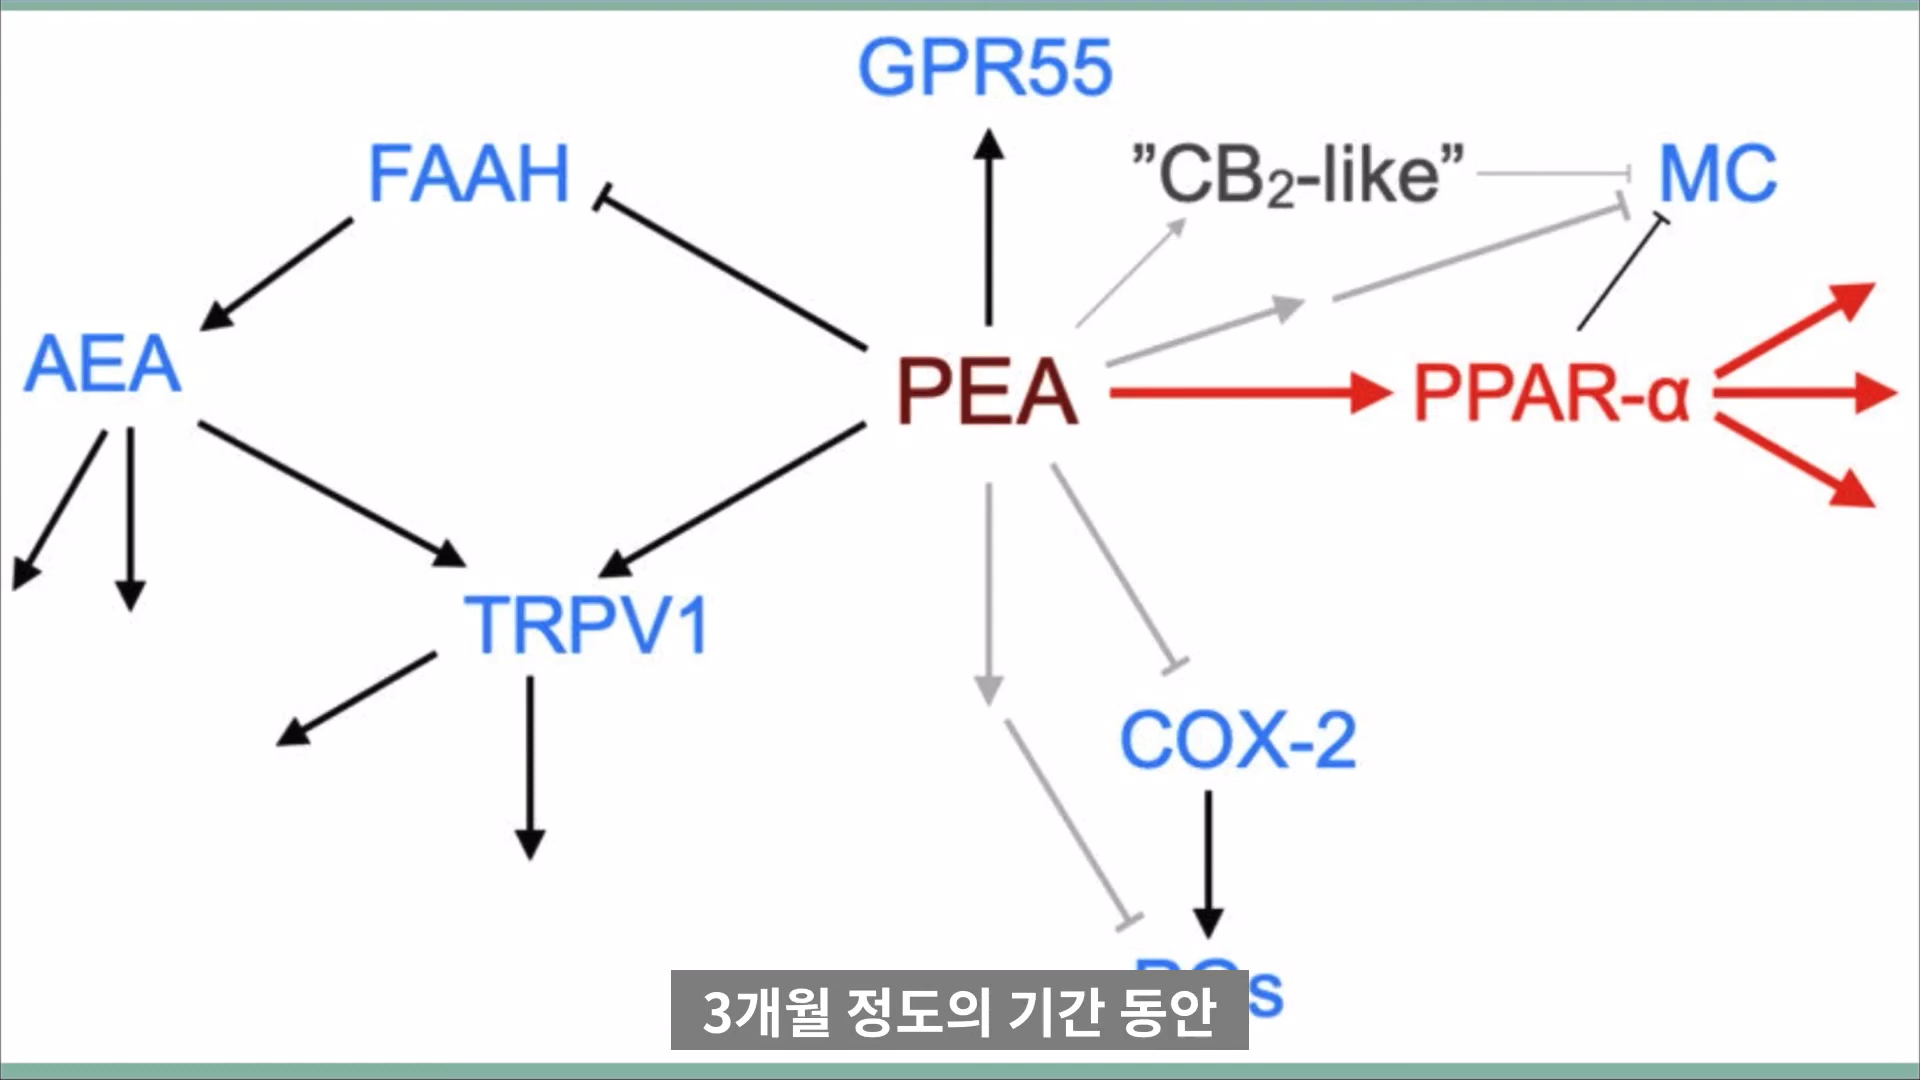 GPR55
FAAH
”CB₂-like”
MC
AEA
PEA
PPAR-α
TRPV1
COX-2
3개월 정도의 기간 동안